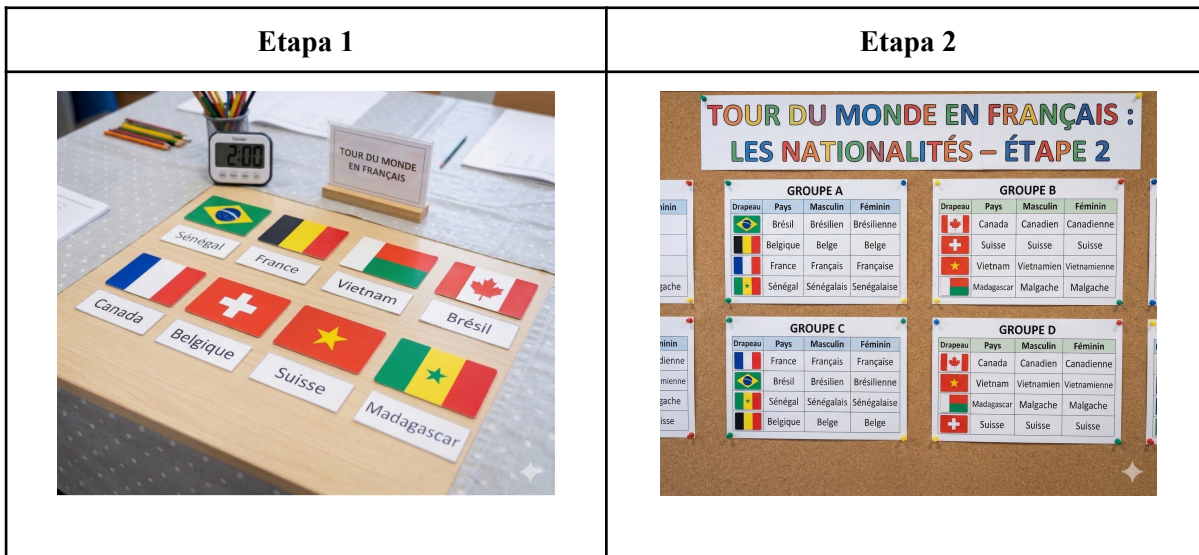 Etapa 1
Etapa 2
2:00
TOUR DU MONDE
EN FRANÇAIS
Sénégal
France
Vietnam
Brésil
Canada
Belgique
Suisse
Madagascar
TOUR DU MONDE EN FRANÇAIS :
LES NATIONALITÉS – ÉTAPE 2
GROUPE A
Drapeau Pays Masculin Féminin
Brésil Brésilien Brésilienne
Belgique Belge Belge
France Français Française
Sénégal Sénégalais Senégalaise
GROUPE B
Drapeau Pays Masculin Féminin
Canada Canadien Canadienne
Suisse Suisse Suisse
Vietnam Vietnamien Vietnamienne
Madagascar Malgache Malgache
GROUPE C
Drapeau Pays Masculin Féminin
France Français Française
Brésil Brésilien Brésilienne
Sénégal Sénégalais Sénégalaise
Belgique Belge Belge
GROUPE D
Drapeau Pays Masculin Féminin
Canada Canadien Canadienne
Vietnam Vietnamien Vietnamienne
Madagascar Malgache Malgache
Suisse Suisse Suisse